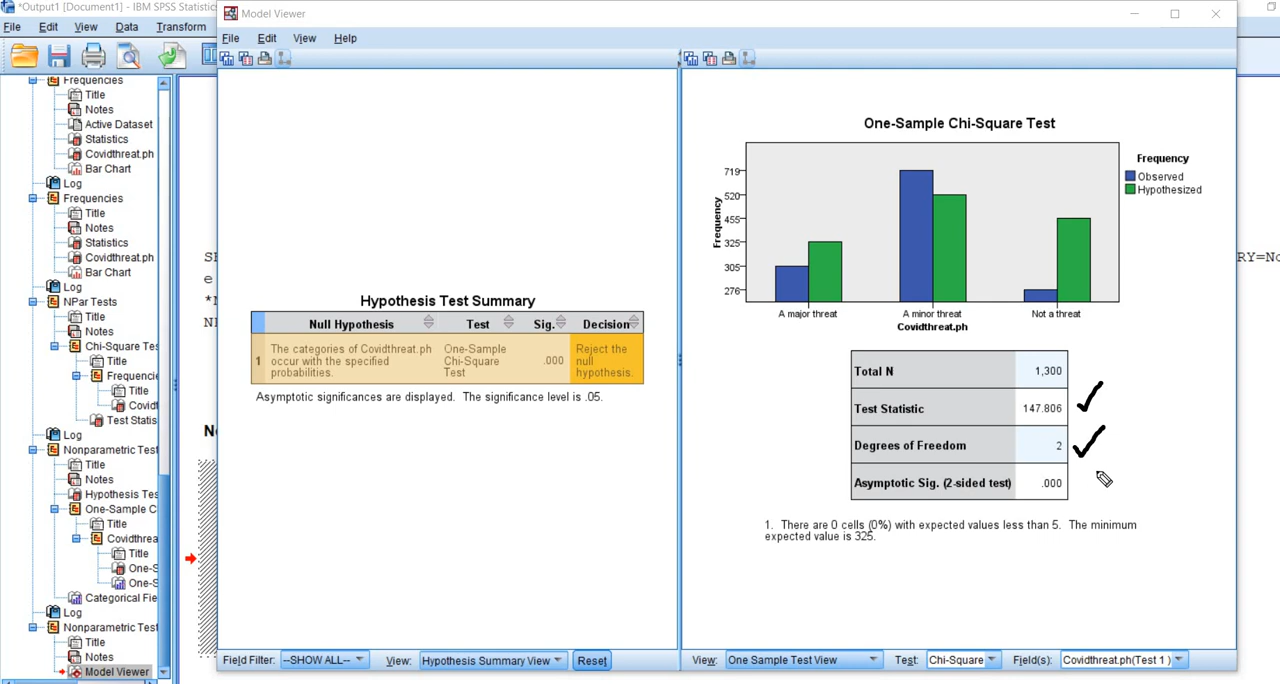 *Output1 [Document1] - IBM SPSS Statistic
File Edit View Data Transform
Frequencies
Title
Notes
Active Dataset
Statistics
Covidthreat.ph
Bar Chart
Log
Frequencies
Title
Notes
Statistics
Covidthreat.ph
Bar Chart
Log
NPar Tests
Title
Notes
Chi-Square Tes
Title
Frequencie
Title
Covidt
Test Statis
Log
Nonparametric Test
Title
Notes
Hypothesis Tes
One-Sample C
Title
Covidthrea
Title
One-S
One-S
Categorical Fie
Log
Nonparametric Test
Title
Notes
Model Viewer
RY=No
Model Viewer
File Edit View Help
Hypothesis Test Summary
Null Hypothesis Test Sig. Decision
1 The categories of Covidthreat.ph occur with the specified probabilities. One-Sample Chi-Square Test .000 Reject the null hypothesis.
Asymptotic significances are displayed. The significance level is .05.
Field Filter: --SHOW ALL-- View: Hypothesis Summary View Reset
One-Sample Chi-Square Test
Frequency
719
520
455
325
305
276
A major threat A minor threat Not a threat
Covidthreat.ph
Frequency
Observed
Hypothesized
Total N 1,300
Test Statistic 147.806
Degrees of Freedom 2
Asymptotic Sig. (2-sided test) .000
1. There are 0 cells (0%) with expected values less than 5. The minimum
expected value is 325.
View: One Sample Test View Test: Chi-Square Field(s): Covidthreat.ph(Test 1 )